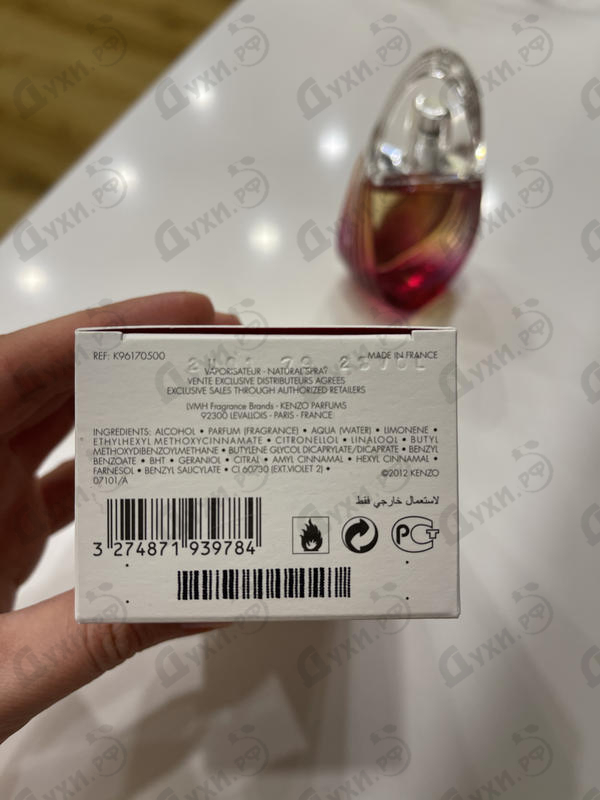 REF: K96170500
MADE IN FRANCE
VAPORISATEUR - NATURAL SPRAY
VENTE EXCLUSIVE DISTRIBUTEURS AGREES
EXCLUSIVE SALES THROUGH AUTHORIZED RETAILERS
LVMH Fragrance Brands - KENZO PARFUMS
92300 LEVALLOIS - PARIS - FRANCE
INGREDIENTS: ALCOHOL • PARFUM (FRAGRANCE) • AQUA (WATER) • LIMONENE •
ETHYLHEXYL METHOXYCINNAMATE • CITRONELLOL • LINALOOL • BUTYL
METHOXYDIBENZOYLMETHANE • BUTYLENE GLYCOL DICAPRYLATE/DICAPRATE • BENZYL
BENZOATE • BHT • GERANIOL • CITRAL • AMYL CINNAMAL • HEXYL CINNAMAL •
FARNESOL • BENZYL SALICYLATE • CI 60730 (EXT.VIOLET 2) •
07101/A
©2012 KENZO
لاستعمال خارجي فقط
3 274871 939784
Духи.рф